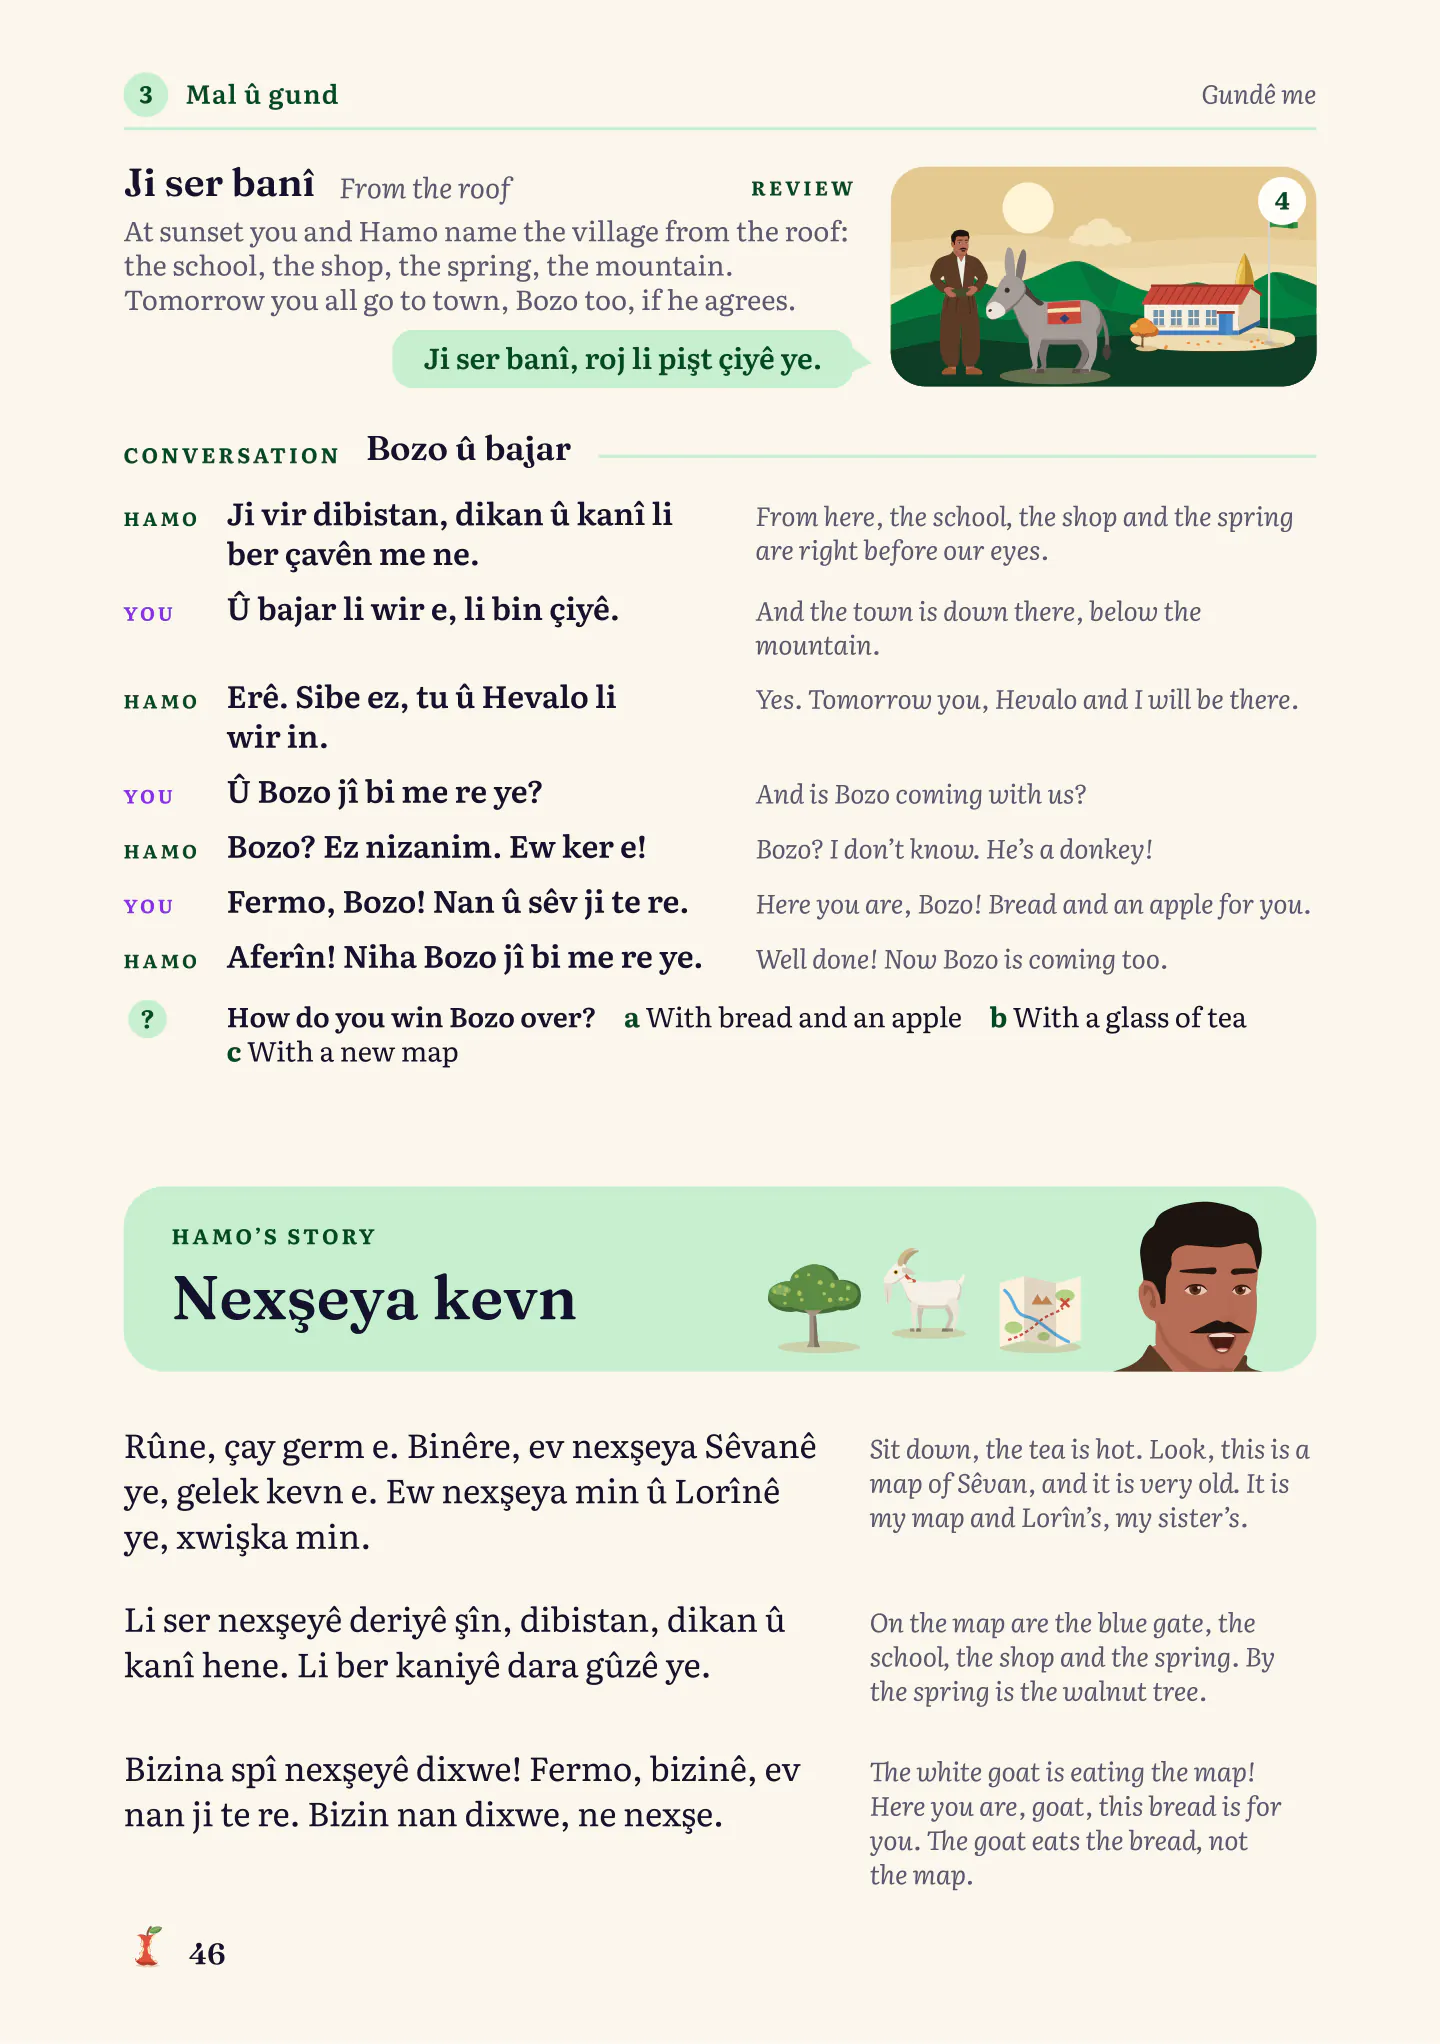 3 Mal û gund
Gundê me
Ji ser banî From the roof REVIEW
At sunset you and Hamo name the village from the roof:
the school, the shop, the spring, the mountain.
Tomorrow you all go to town, Bozo too, if he agrees.
Ji ser banî, roj li pişt çiyê ye.
4
CONVERSATION Bozo û bajar
HAMO Ji vir dibistan, dikan û kanî li
ber çavên me ne.
From here, the school, the shop and the spring
are right before our eyes.
YOU Û bajar li wir e, li bin çiyê.
And the town is down there, below the
mountain.
HAMO Erê. Sibe ez, tu û Hevalo li
wir in.
Yes. Tomorrow you, Hevalo and I will be there.
YOU Û Bozo jî bi me re ye?
And is Bozo coming with us?
HAMO Bozo? Ez nizanim. Ew ker e!
Bozo? I don’t know. He’s a donkey!
YOU Fermo, Bozo! Nan û sêv ji te re.
Here you are, Bozo! Bread and an apple for you.
HAMO Aferîn! Niha Bozo jî bi me re ye.
Well done! Now Bozo is coming too.
? How do you win Bozo over? a With bread and an apple b With a glass of tea
c With a new map
HAMO’S STORY
Nexşeya kevn
Rûne, çay germ e. Binêre, ev nexşeya Sêvanê
ye, gelek kevn e. Ew nexşeya min û Lorînê
ye, xwişka min.
Sit down, the tea is hot. Look, this is a
map of Sêvan, and it is very old. It is
my map and Lorîn’s, my sister’s.
Li ser nexşeyê deriyê şîn, dibistan, dikan û
kanî hene. Li ber kaniyê dara gûzê ye.
On the map are the blue gate, the
school, the shop and the spring. By
the spring is the walnut tree.
Bizina spî nexşeyê dixwe! Fermo, bizinê, ev
nan ji te re. Bizin nan dixwe, ne nexşe.
The white goat is eating the map!
Here you are, goat, this bread is for
you. The goat eats the bread, not
the map.
46